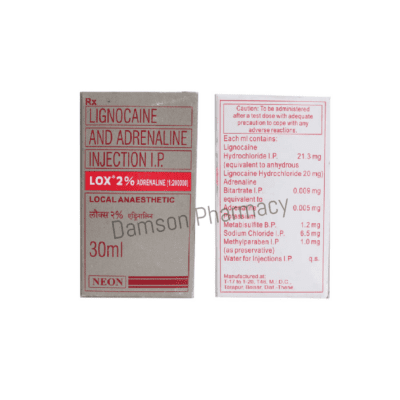 Rx
LIGNOCAINE
AND ADRENALINE
INJECTION I.P.
LOX® 2% ADRENALINE (1:200000)
LOCAL ANAESTHETIC
लॉक्स २%
30ml
NEON
Caution: To be administered
after a test dose with adequate
precaution to cope with any
adverse reactions.
Each ml contains:
Lignocaine
Hydrochloride I.P. 21.3 mg
(equivalent to anhydrous
Lignocaine Hydrochloride 20 mg)
Adrenaline
Bitartrate I.P. 0.009 mg
equivalent to
Adrenaline 0.005 mg
Metabisulfite B.P. 1.2 mg
Sodium Chloride I.P. 6.5 mg
Methylparaben I.P. 1.0 mg
(as preservative)
Water for Injections I.P. q.s.
Manufactured at:
Damson Pharmacy